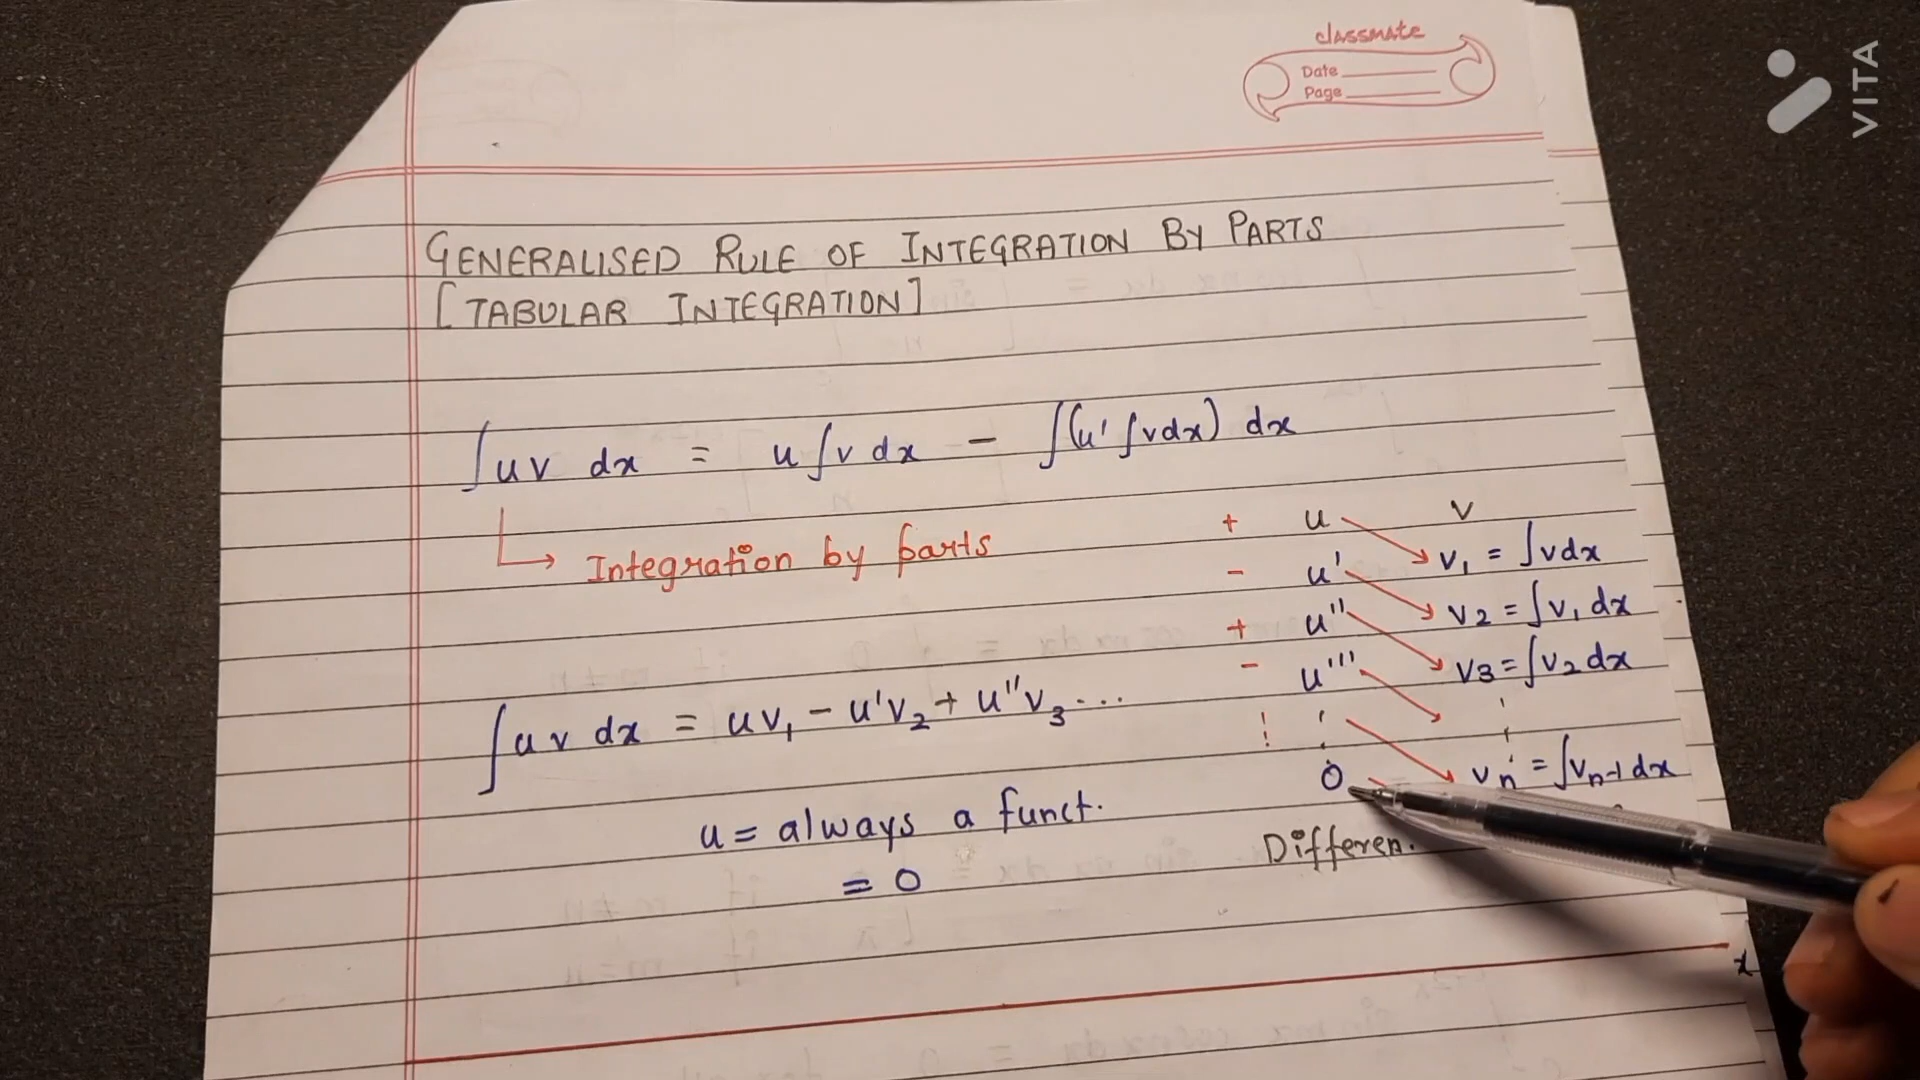 classmate
Date
Page
VITA
GENERALISED RULE OF INTEGRATION BY PARTS
[TABULAR INTEGRATION]
∫uv dx = u∫v dx - ∫(u' ∫vdx) dx
Integration by parts
+ u v
- u' v₁ = ∫vdx
+ u'' v₂ = ∫v₁ dx
- u''' v₃ = ∫v₂ dx
∫uv dx = uv₁ - u'v₂ + u''v₃ ...
0 vₙ = ∫vₙ₋₁ dx
u = always a funct.
= 0
Differen.